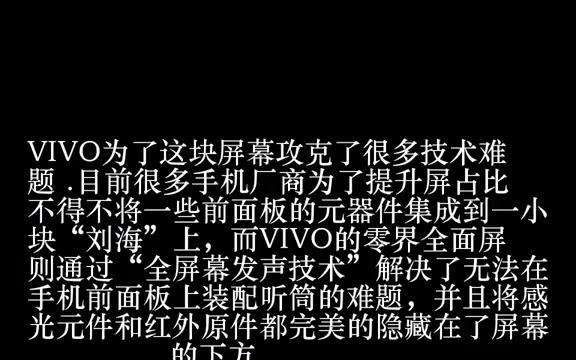 VIVO为了这块屏幕攻克了很多技术难
题 .目前很多手机厂商为了提升屏占比
不得不将一些前面板的元器件集成到一小
块“刘海”上，而VIVO的零界全面屏
则通过“全屏幕发声技术”解决了无法在
手机前面板上装配听筒的难题，并且将感
光元件和红外原件都完美的隐藏在了屏幕
的下方